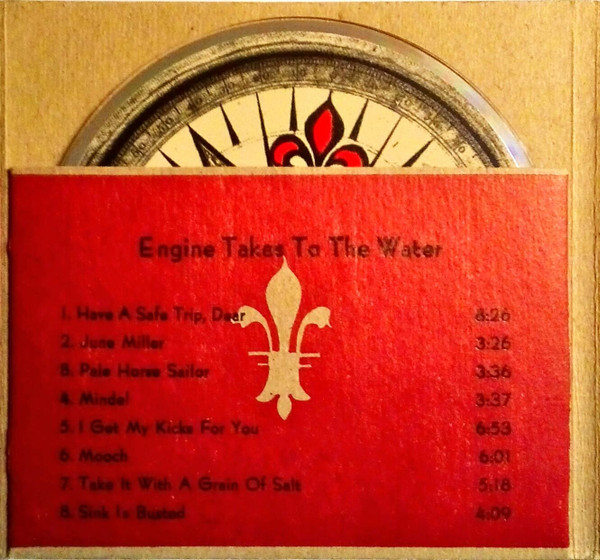 Engine Takes To The Water
1. Have A Safe Trip, Dear 8:26
2. June Miller 3:26
3. Pale Horse Sailor 3:36
4. Mindel 3:37
5. I Get My Kicks For You 6:53
6. Mooch 6:01
7. Take It With A Grain Of Salt 5:18
8. Sink Is Busted 4:09